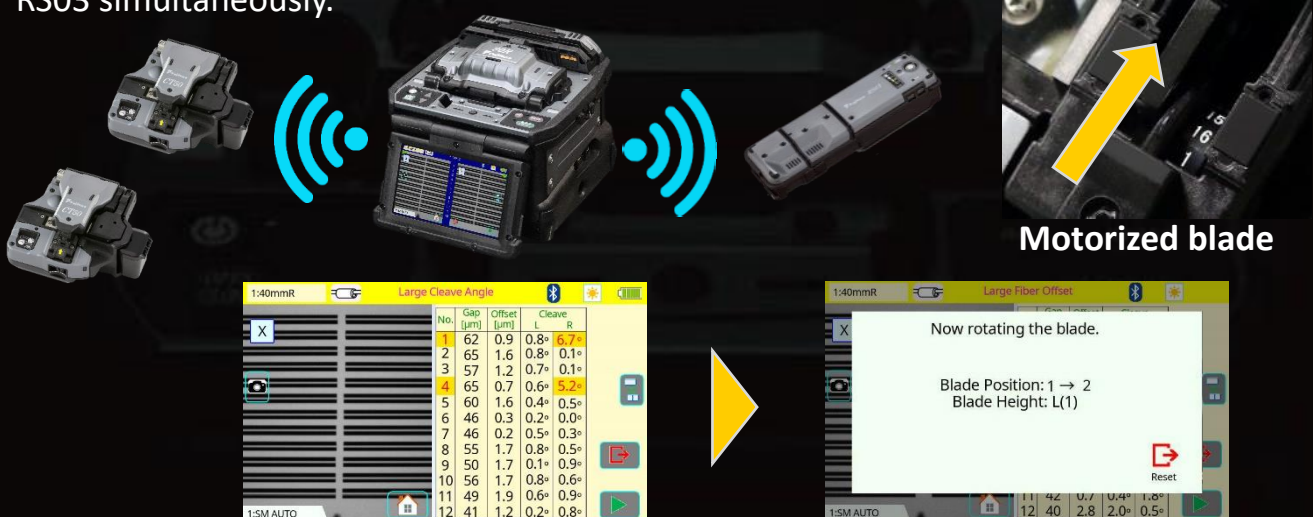 RS03 simultaneously.
CT50
CT50
15
16
1
Motorized blade
1:40mmR Large Cleave Angle
No. Gap [µm] Offset [µm] Cleave L R
X
1 62 0.9 0.8° 6.7°
2 65 1.6 0.8° 0.1°
3 57 1.2 0.7° 0.1°
4 65 0.7 0.6° 5.2°
5 60 1.6 0.4° 0.5°
6 46 0.3 0.2° 0.0°
7 46 0.2 0.5° 0.3°
8 55 1.7 0.8° 0.5°
9 50 1.7 0.1° 0.9°
10 56 1.7 0.8° 0.6°
11 49 1.9 0.6° 0.9°
12 41 1.2 0.2° 0.8°
1:SM AUTO
1:40mmR Large Fiber Offset
X
Now rotating the blade.
Blade Position: 1 → 2
Blade Height: L(1)
Reset
11 42 0.7 0.4° 1.8°
12 40 2.8 2.0° 0.5°
1:SM AUTO